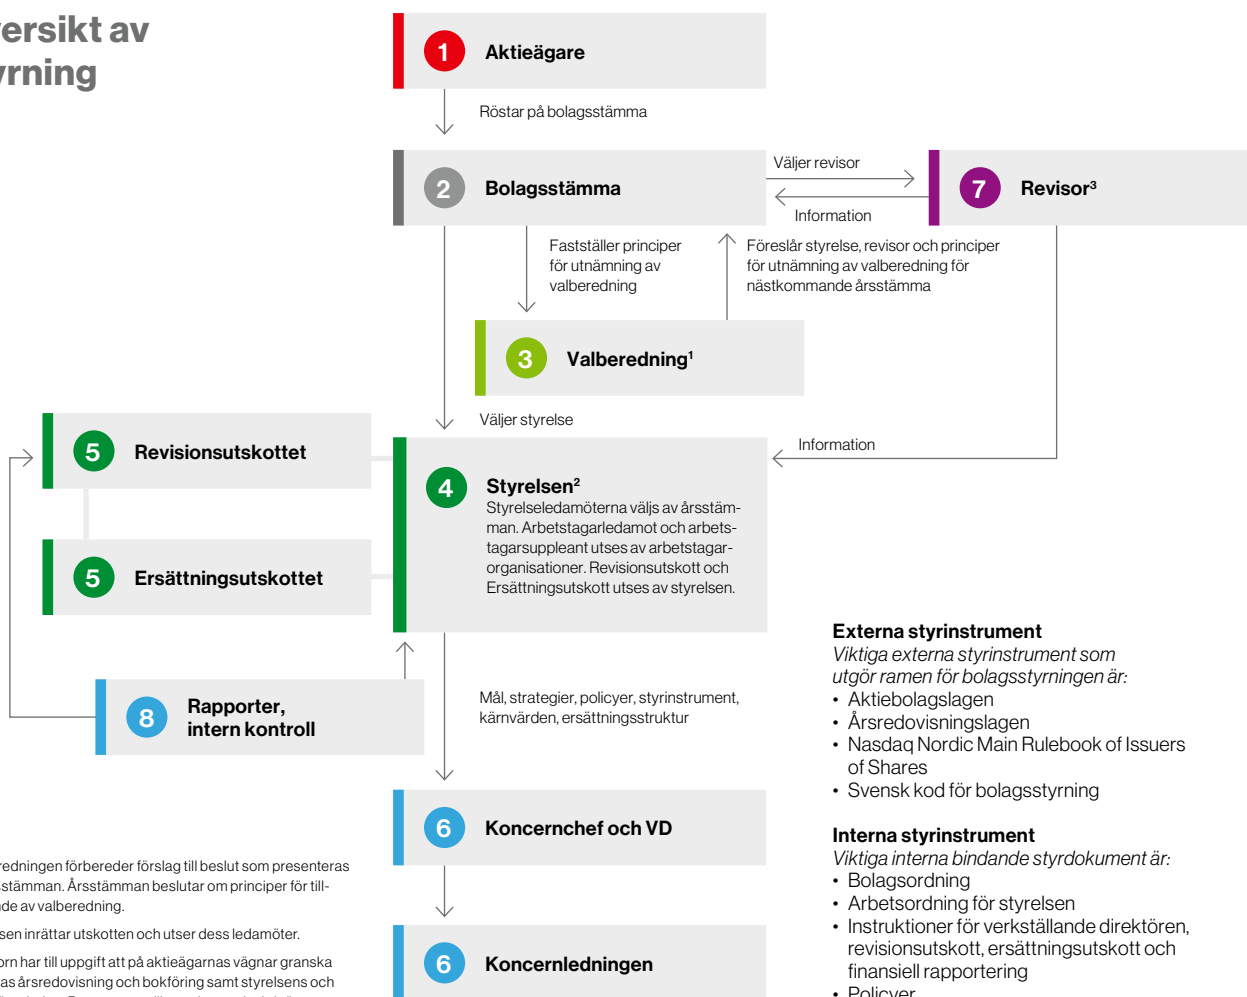 ersikt av
rning
1 Aktieägare
Röstar på bolagsstämma
2 Bolagsstämma
Väljer revisor
Information
7 Revisor³
Fastställer principer
för utnämning av
valberedning
Föreslår styrelse, revisor och principer
för utnämning av valberedning för
nästkommande årsstämma
3 Valberedning¹
Väljer styrelse
Information
5 Revisionsutskottet
5 Ersättningsutskottet
4 Styrelsen²
Styrelseledamöterna väljs av årsstäm-
man. Arbetstagarledamot och arbets-
tagarsuppleant utses av arbetstagar-
organisationer. Revisionsutskott och
Ersättningsutskott utses av styrelsen.
8 Rapporter,
intern kontroll
Mål, strategier, policyer, styrinstrument,
kärnvärden, ersättningsstruktur
6 Koncernchef och VD
6 Koncernledningen
redningen förbereder förslag till beslut som presenteras
stämman. Årsstämman beslutar om principer för till-
de av valberedning.
sen inrättar utskotten och utser dess ledamöter.
orn har till uppgift att på aktieägarnas vägnar granska
as årsredovisning och bokföring samt styrelsens och
Externa styrinstrument
Viktiga externa styrinstrument som
utgör ramen för bolagsstyrningen är:
• Aktiebolagslagen
• Årsredovisningslagen
• Nasdaq Nordic Main Rulebook of Issuers
of Shares
• Svensk kod för bolagsstyrning
Interna styrinstrument
Viktiga interna bindande styrdokument är:
• Bolagsordning
• Arbetsordning för styrelsen
• Instruktioner för verkställande direktören,
revisionsutskott, ersättningsutskott och
finansiell rapportering
• Policyer